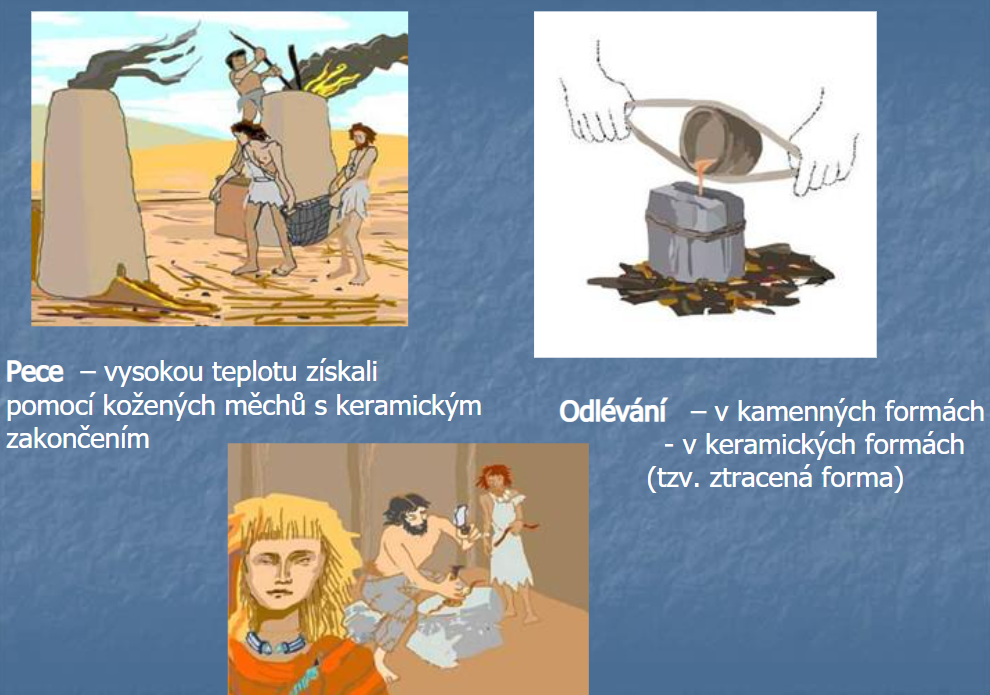 Pece – vysokou teplotu získali
pomocí kožených měchů s keramickým
zakončením
Odlévání – v kamenných formách
- v keramických formách
(tzv. ztracená forma)